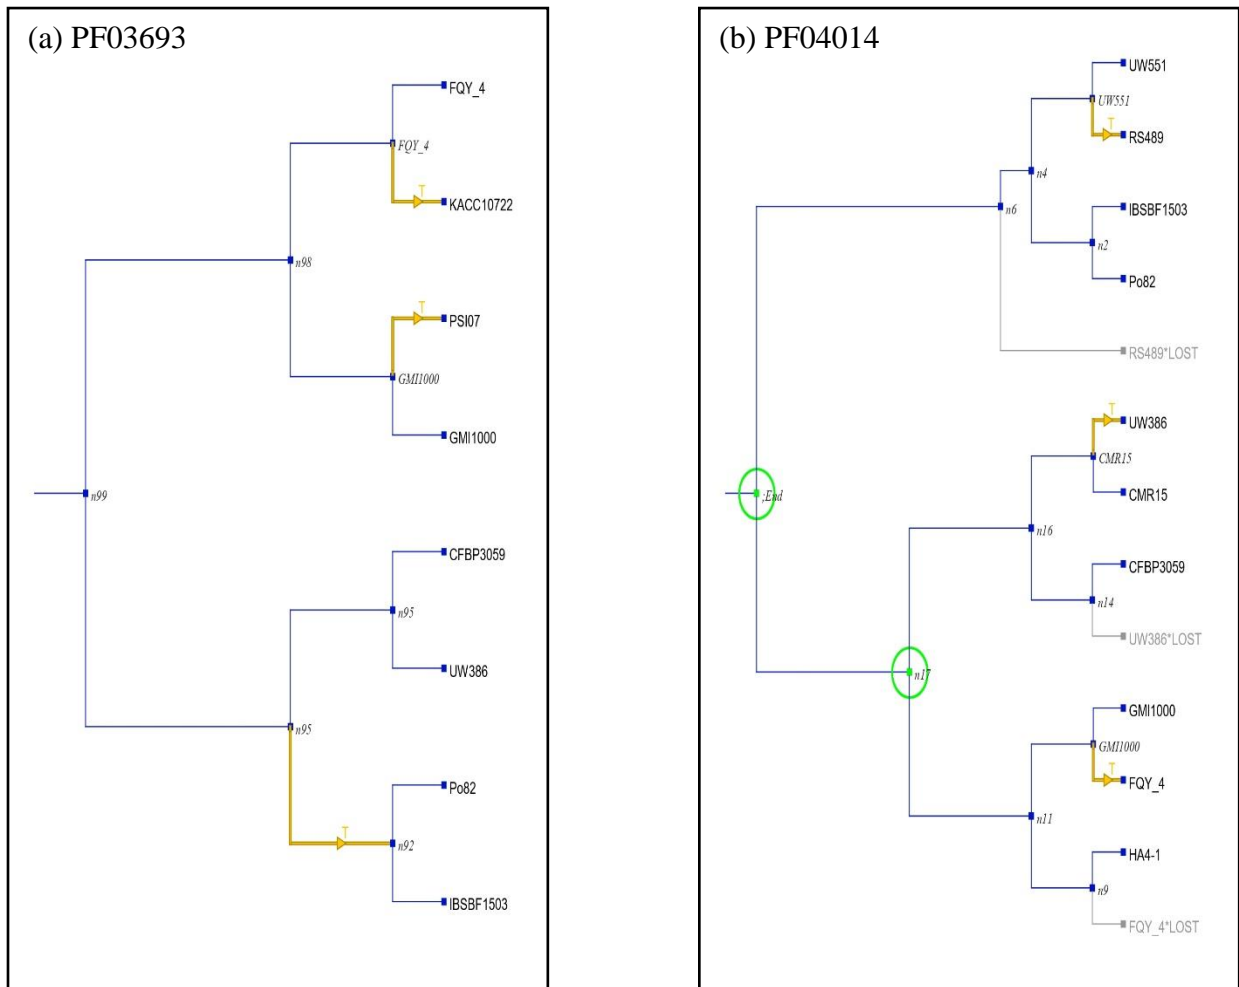 (a) PF03693
FQY_4
FQY_4
T
KACC10722
n98
T
PSI07
GMI1000
GMI1000
n99
CFBP3059
n95
UW386
n95
Po82
T
n92
IBSBF1503
(b) PF04014
UW551
UW551
T
RS489
n4
IBSBF1503
n6
n2
Po82
RS489*LOST
T
UW386
CMR15
CMR15
;End
n16
CFBP3059
n14
UW386*LOST
n17
GMI1000
GMI1000
T
FQY_4
n11
HA4-1
n9
FQY_4*LOST